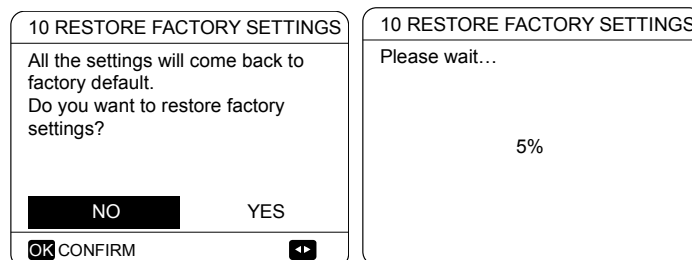 10 RESTORE FACTORY SETTINGS
All the settings will come back to
factory default.
Do you want to restore factory
settings?
NO YES
OK CONFIRM
10 RESTORE FACTORY SETTINGS
Please wait...
5%